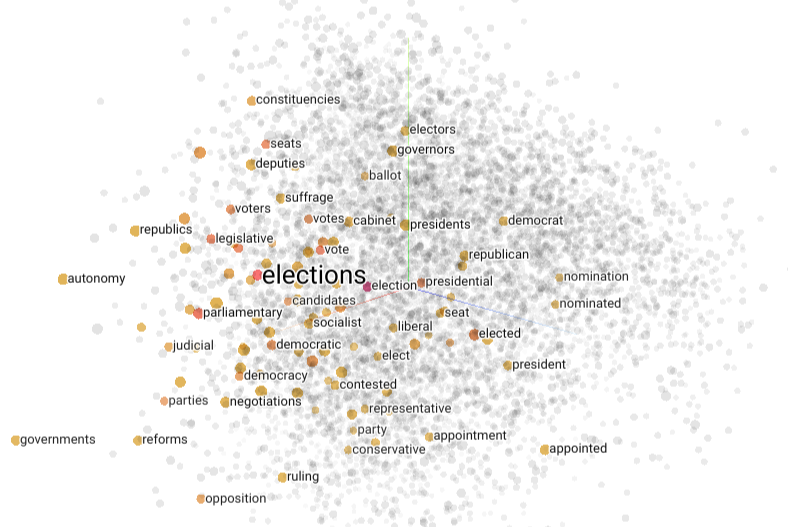 constituencies
electors
seats
governors
deputies
ballot
suffrage
voters
votes
cabinet
presidents
democrat
republics
legislative
vote
republican
elections
autonomy
election
presidential
nomination
candidates
nominated
parliamentary
seat
socialist
liberal
elected
judicial
democratic
elect
president
democracy
contested
parties
negotiations
representative
party
appointment
governments
reforms
conservative
appointed
ruling
opposition